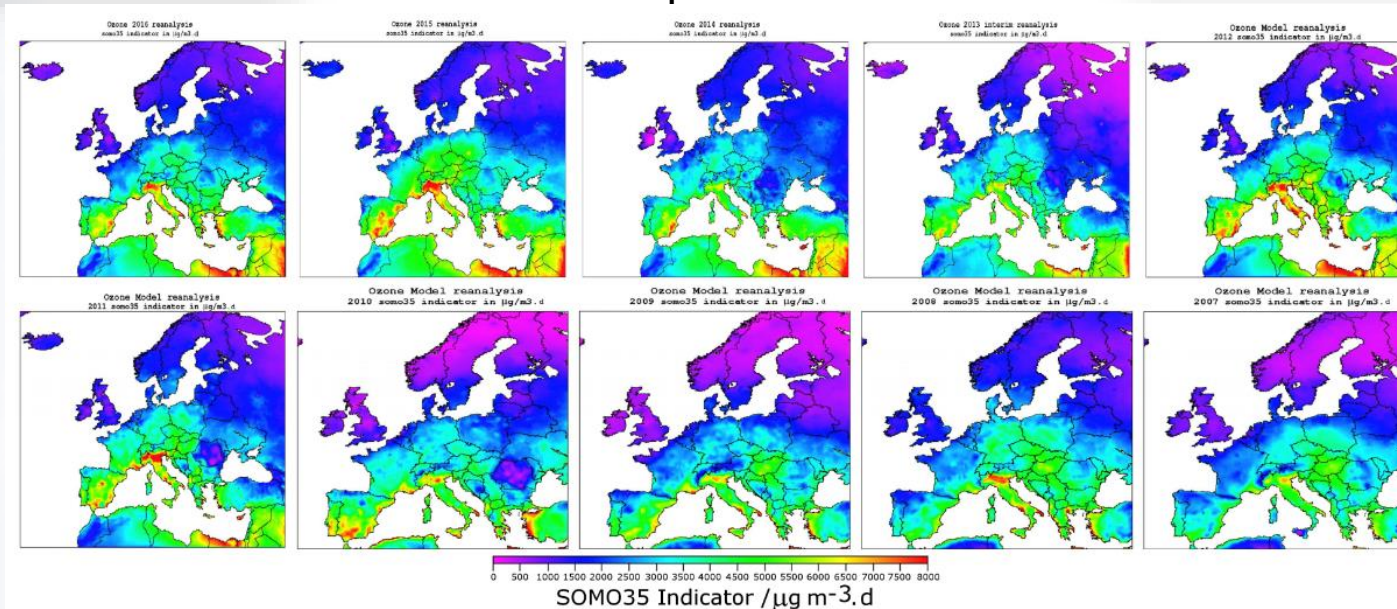 Ozone 2016 reanalysis
somo35 indicator in µg/m3.d
Ozone 2015 reanalysis
somo35 indicator in µg/m3.d
Ozone 2014 reanalysis
somo35 indicator in µg/m3.d
Ozone 2013 interim reanalysis
somo35 indicator in µg/m3.d
Ozone Model reanalysis
2012 somo35 indicator in µg/m3.d
Ozone Model reanalysis
2011 somo35 indicator in µg/m3.d
Ozone Model reanalysis
2010 somo35 indicator in µg/m3.d
Ozone Model reanalysis
2009 somo35 indicator in µg/m3.d
Ozone Model reanalysis
2008 somo35 indicator in µg/m3.d
Ozone Model reanalysis
2007 somo35 indicator in µg/m3.d
0 500 1000 1500 2000 2500 3000 3500 4000 4500 5000 5500 6000 6500 7000 7500 8000
SOMO35 Indicator /µg m⁻³.d